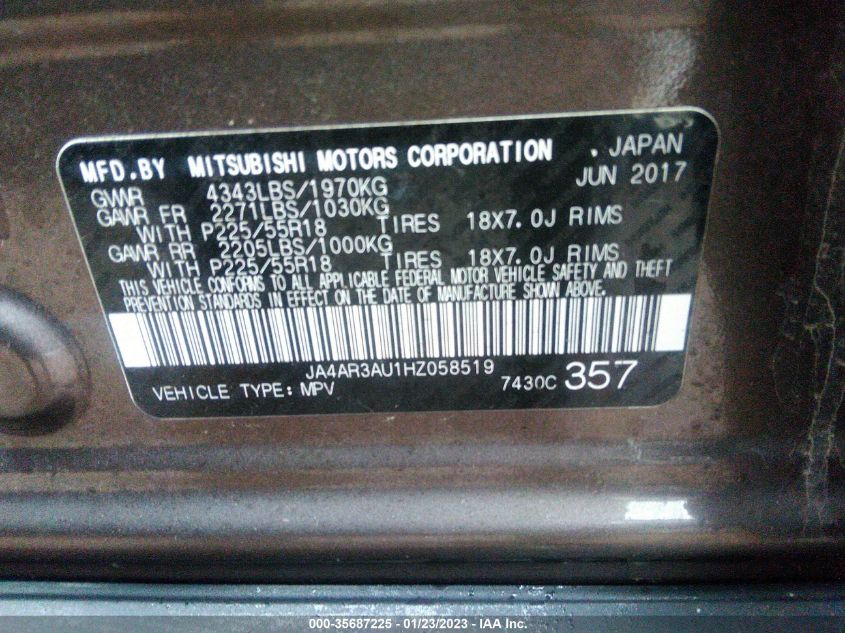 MFD.BY MITSUBISHI MOTORS CORPORATION . JAPAN
GVWR 4343LBS/1970KG JUN 2017
GAWR FR 2271LBS/1030KG
WITH P225/55R18 TIRES 18X7.0J RIMS
GAWR RR 2205LBS/1000KG
WITH P225/55R18 TIRES 18X7.0J RIMS
THIS VEHICLE CONFORMS TO ALL APPLICABLE FEDERAL MOTOR VEHICLE SAFETY AND THEFT
PREVENTION STANDARDS IN EFFECT ON THE DATE OF MANUFACTURE SHOWN ABOVE.
JA4AR3AU1HZ058519
VEHICLE TYPE: MPV 7430C 357
000-35687225 - 01/23/2023 - IAA Inc.